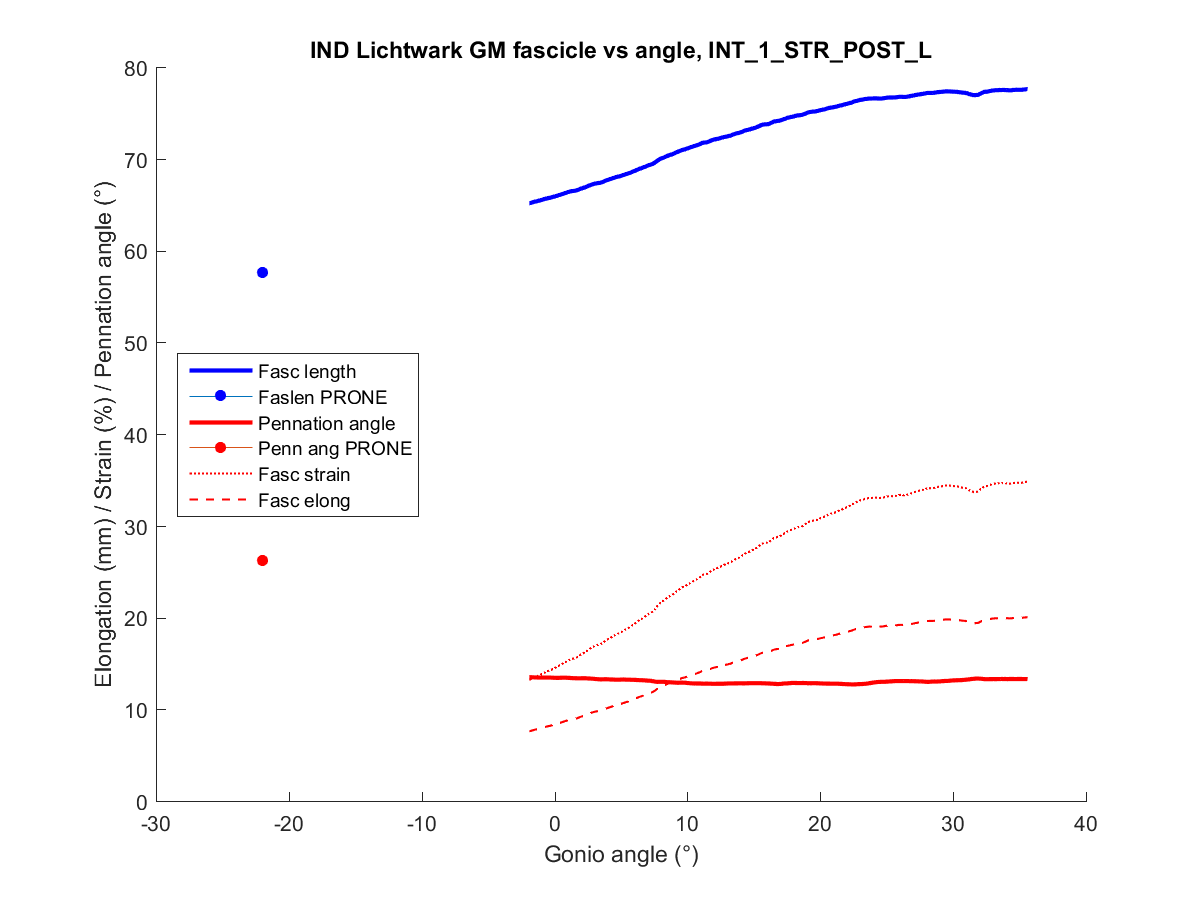 IND Lichtwark GM fascicle vs angle, INT_1_STR_POST_L
Elongation (mm) / Strain (%) / Pennation angle (°)
80
70
60
50
40
30
20
10
0
Fasc length
Faslen PRONE
Pennation angle
Penn ang PRONE
Fasc strain
Fasc elong
-30
-20
-10
0
10
20
30
40
Gonio angle (°)